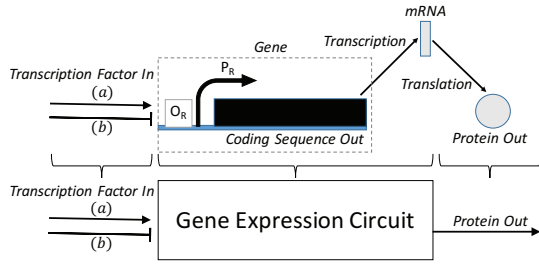 mRNA
Gene
Transcription
P_R
Transcription Factor In
(a)
Translation
O_R
(b)
Coding Sequence Out
Protein Out
Transcription Factor In
(a)
Gene Expression Circuit
Protein Out
(b)